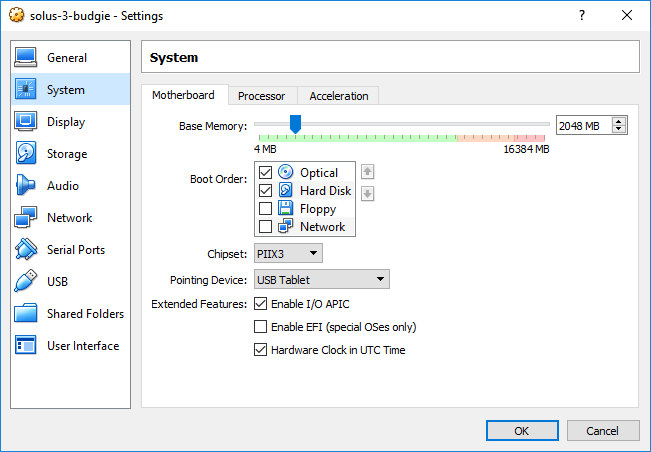 solus-3-budgie - Settings
General
System
Display
Storage
Audio
Network
Serial Ports
USB
Shared Folders
User Interface
System
Motherboard Processor Acceleration
Base Memory: 2048 MB
4 MB 16384 MB
Boot Order: Optical
Hard Disk
Floppy
Network
Chipset: PIIX3
Pointing Device: USB Tablet
Extended Features: Enable I/O APIC
Enable EFI (special OSes only)
Hardware Clock in UTC Time
OK Cancel